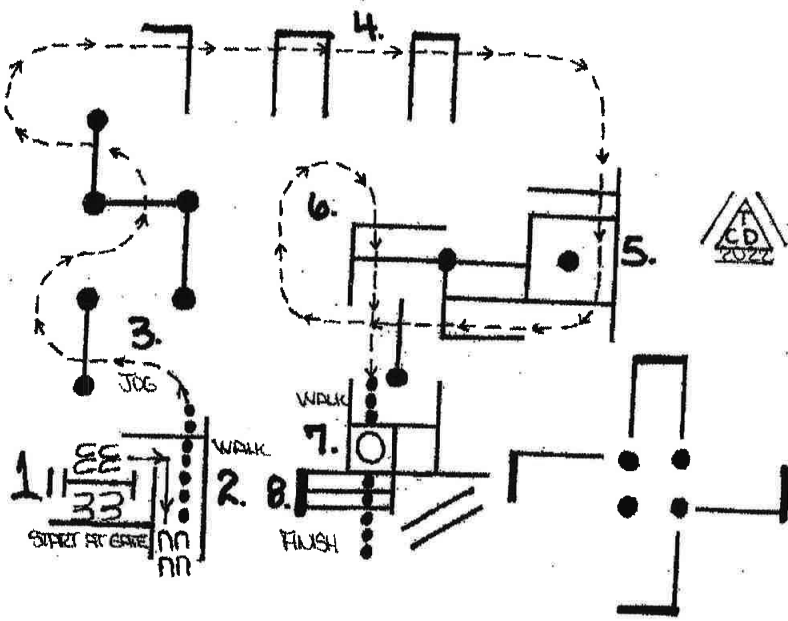 4.
6.
5.
T
CD
2022
3.
JOG
WALK
7.
1
WALK
2.
8.
START AT GATE
FINISH